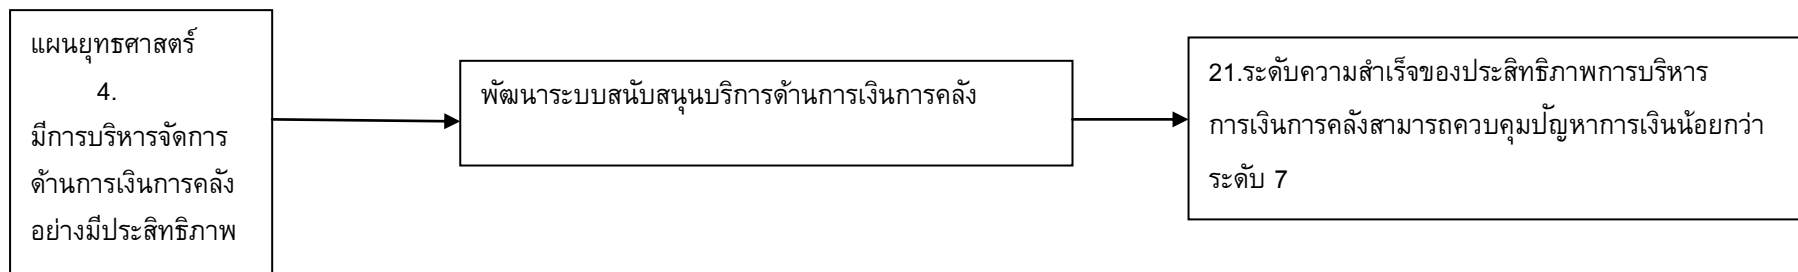 แผนยุทธศาสตร์
4.
มีการบริหารจัดการ
ด้านการเงินการคลัง
อย่างมีประสิทธิภาพ
พัฒนาระบบสนับสนุนบริการด้านการเงินการคลัง
21.ระดับความสำเร็จของประสิทธิภาพการบริหาร
การเงินการคลังสามารถควบคุมปัญหาการเงินน้อยกว่า
ระดับ 7